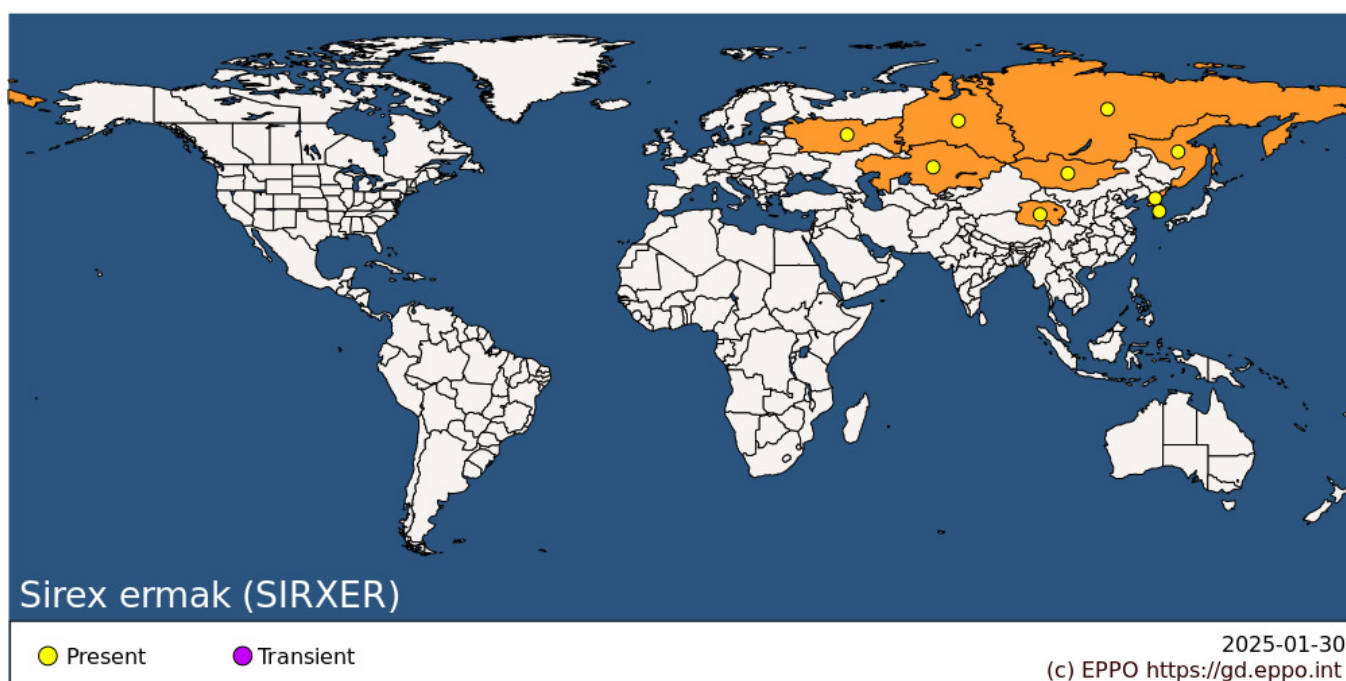 Sirex ermak (SIRXER)
Present
Transient
2025-01-30
(c) EPPO https://gd.eppo.int